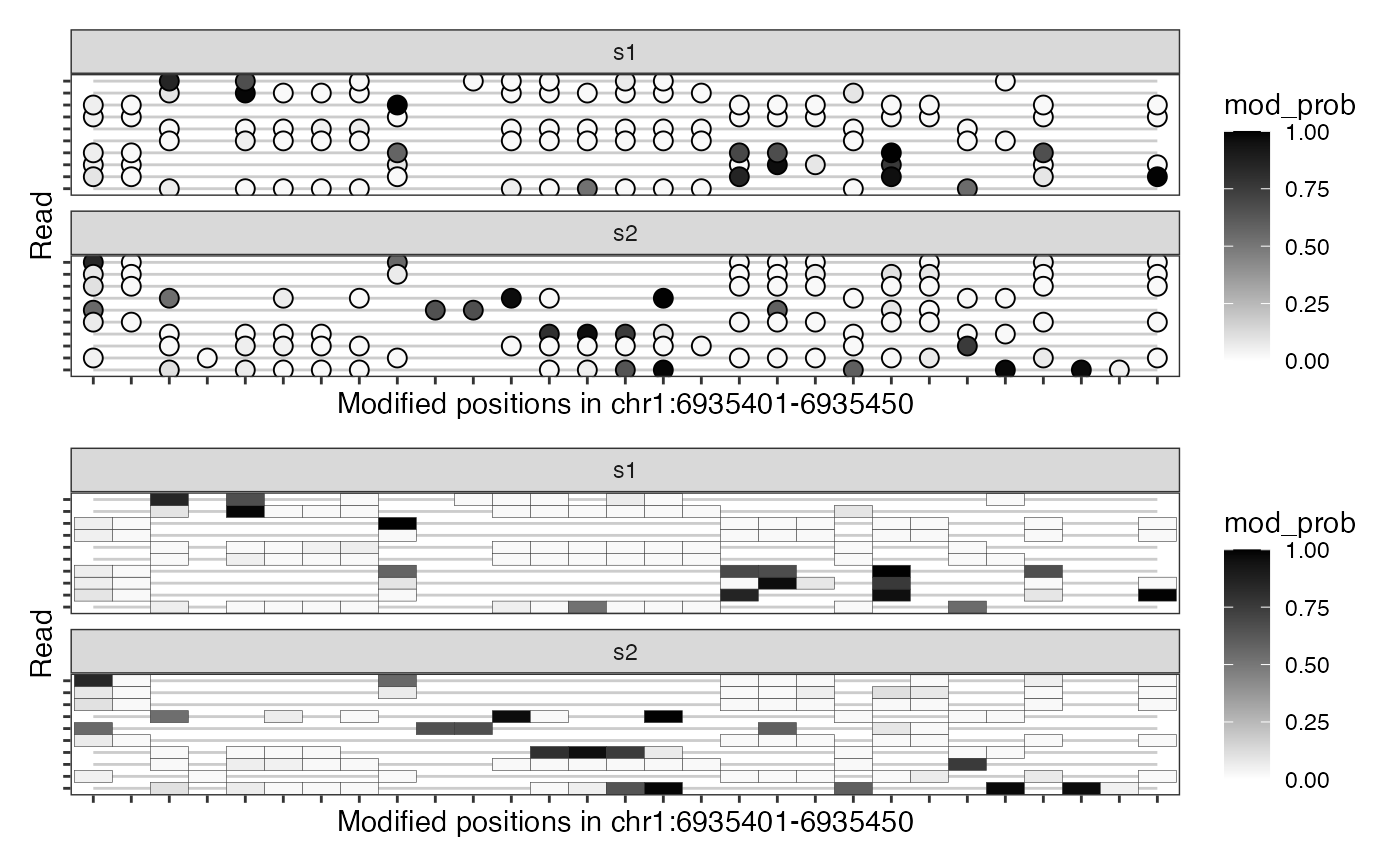 s1
s2
Read
Modified positions in chr1:6935401-6935450
mod_prob
1.00
0.75
0.50
0.25
0.00
s1
s2
Read
Modified positions in chr1:6935401-6935450
mod_prob
1.00
0.75
0.50
0.25
0.00